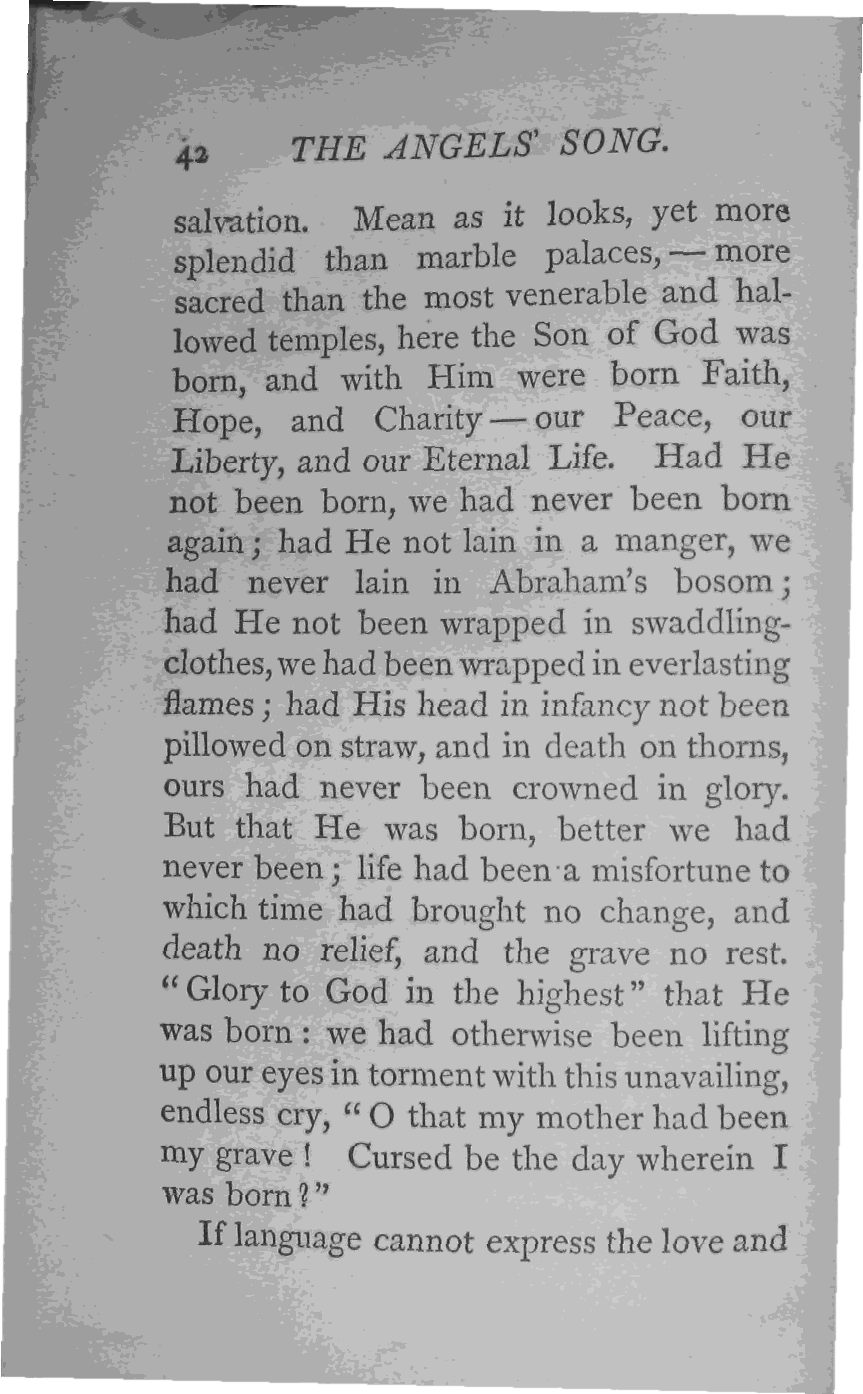 42 THE ANGELS' SONG.
salvation. Mean as it looks, yet more
splendid than marble palaces, — more
sacred than the most venerable and hal-
lowed temples, here the Son of God was
born, and with Him were born Faith,
Hope, and Charity — our Peace, our
Liberty, and our Eternal Life. Had He
not been born, we had never been born
again; had He not lain in a manger, we
had never lain in Abraham's bosom;
had He not been wrapped in swaddling-
clothes, we had been wrapped in everlasting
flames; had His head in infancy not been
pillowed on straw, and in death on thorns,
ours had never been crowned in glory.
But that He was born, better we had
never been; life had been a misfortune to
which time had brought no change, and
death no relief, and the grave no rest.
"Glory to God in the highest" that He
was born: we had otherwise been lifting
up our eyes in torment with this unavailing,
endless cry, "O that my mother had been
my grave! Cursed be the day wherein I
was born?"
If language cannot express the love and